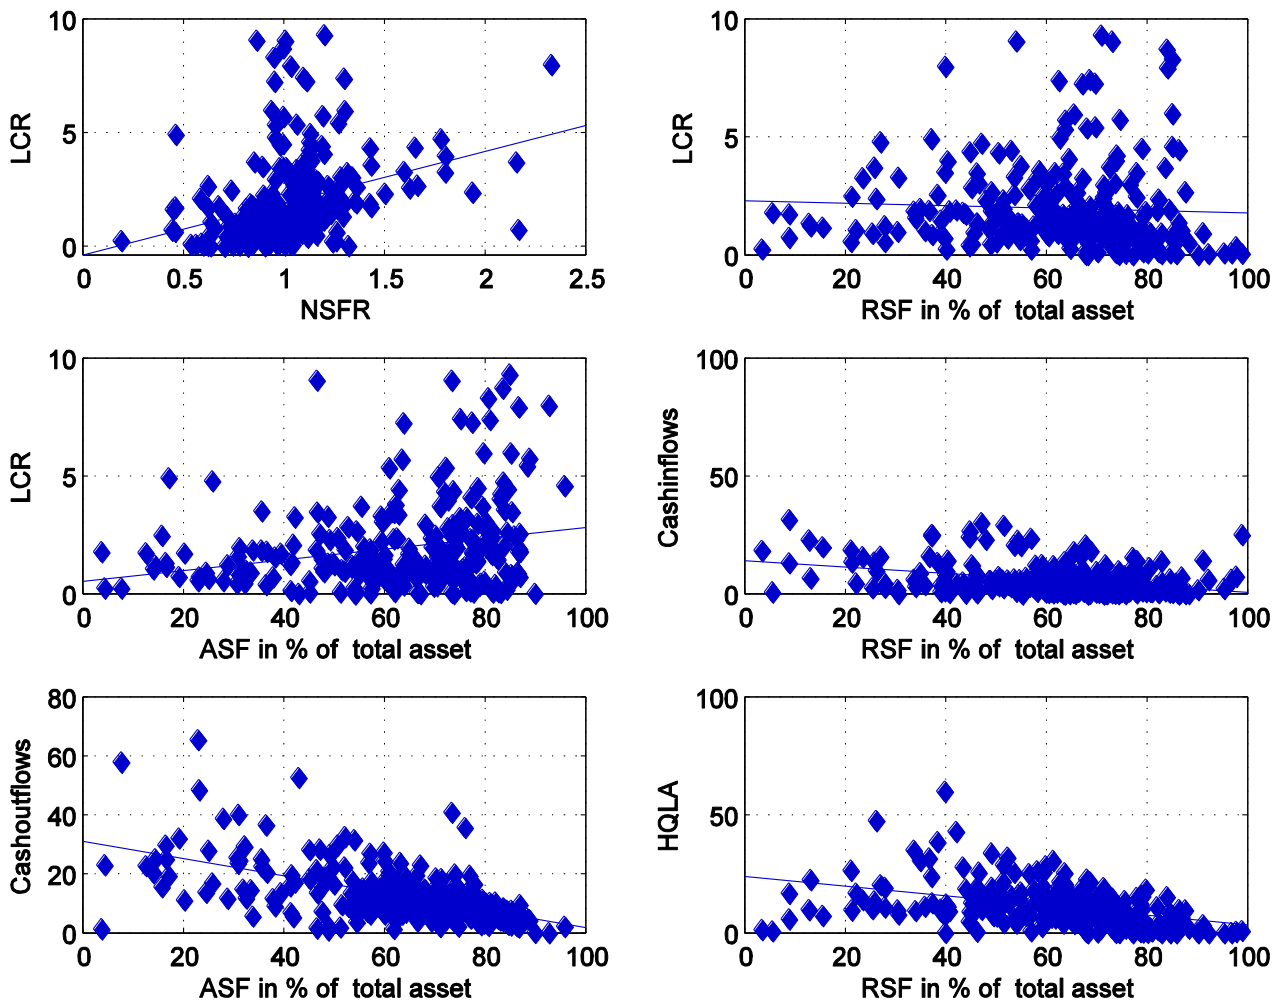 10
5
0
LCR
0 0.5 1 1.5 2 2.5
NSFR
10
5
0
LCR
0 20 40 60 80 100
RSF in % of total asset
10
5
0
LCR
0 20 40 60 80 100
ASF in % of total asset
100
50
0
Cashinflows
0 20 40 60 80 100
RSF in % of total asset
80
60
40
20
0
Cashoutflows
0 20 40 60 80 100
ASF in % of total asset
100
50
0
HQLA
0 20 40 60 80 100
RSF in % of total asset